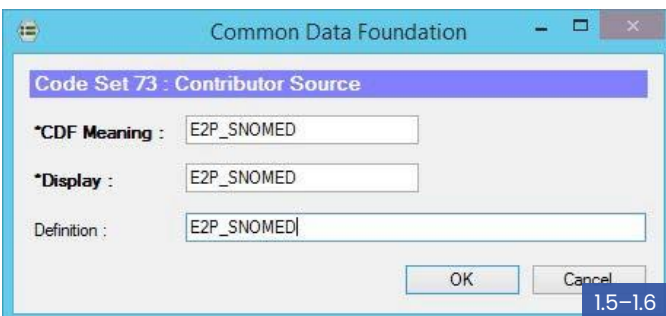 Common Data Foundation
Code Set 73 : Contributor Source
*CDF Meaning : E2P_SNOMED
*Display : E2P_SNOMED
Definition : E2P_SNOMED
OK Cancel
1.5–1.6